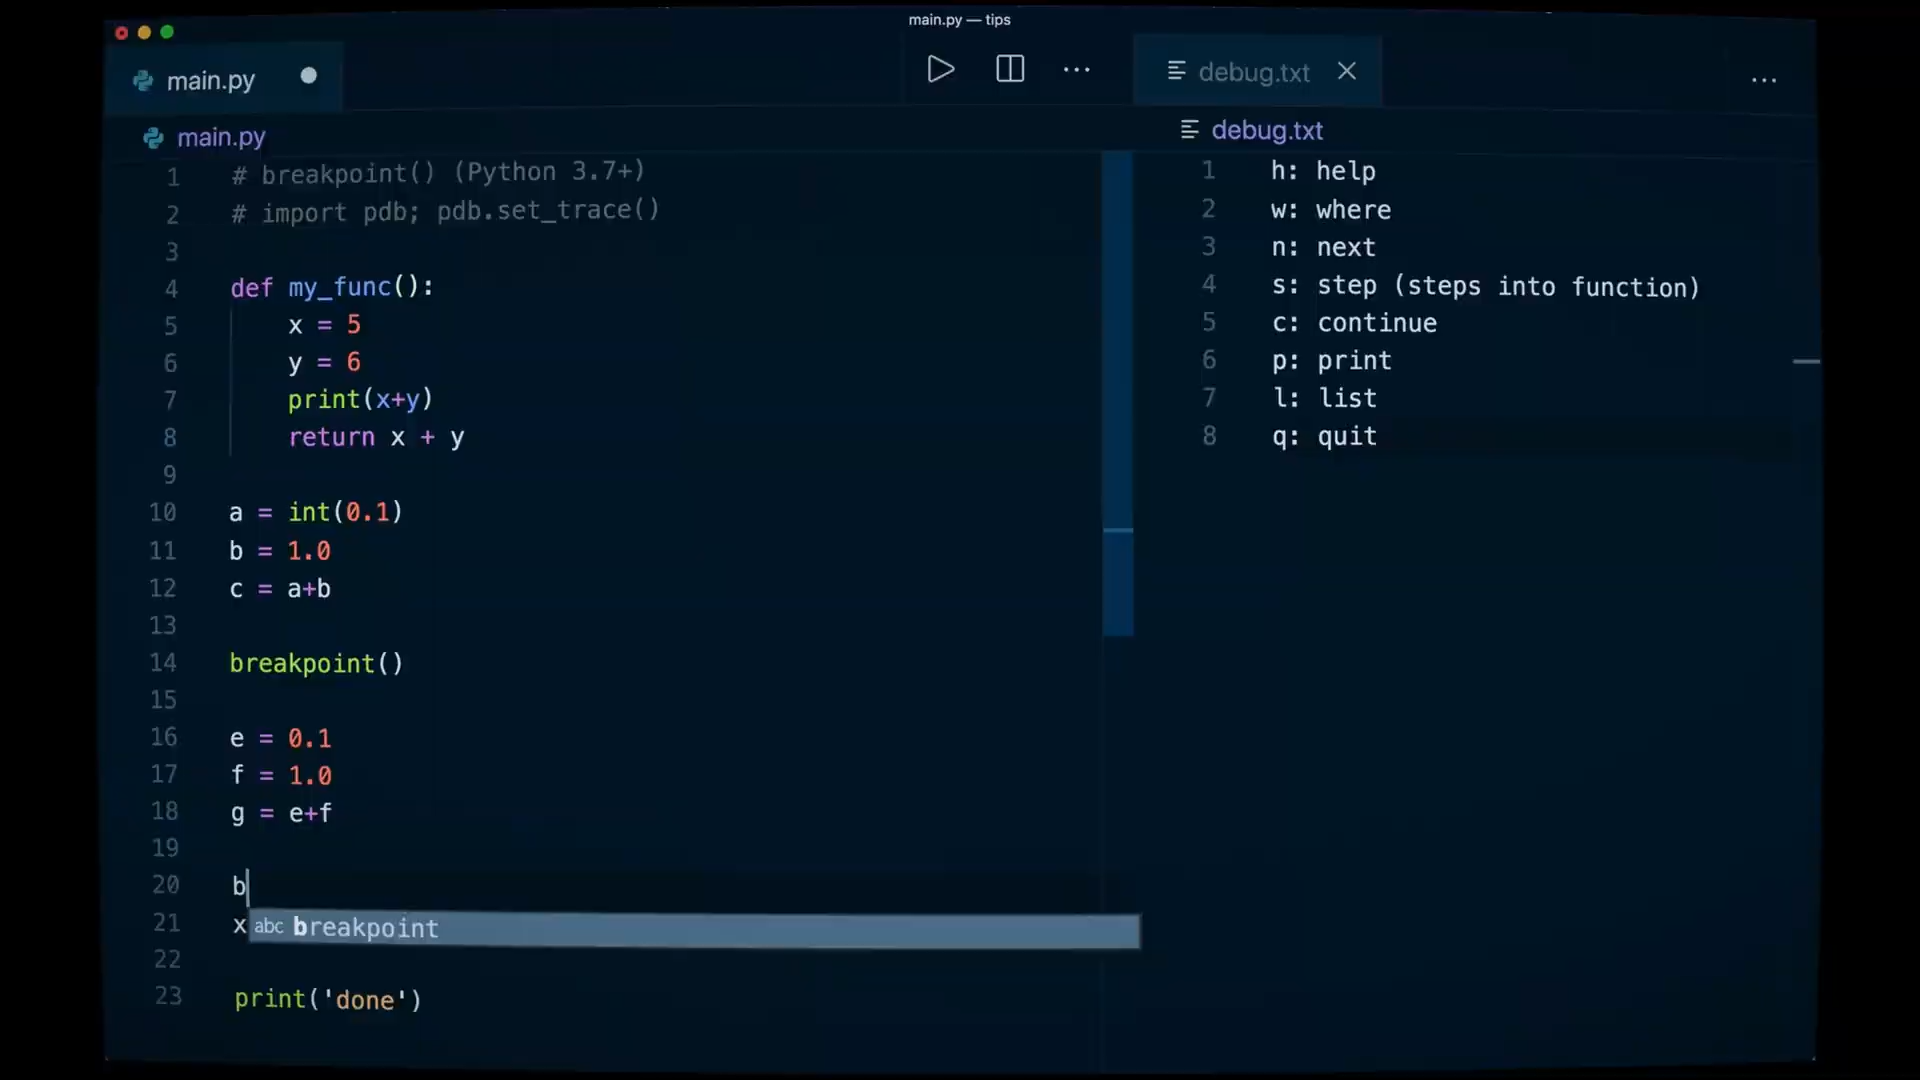 main.py — tips
main.py
debug.txt
main.py
debug.txt
1 # breakpoint() (Python 3.7+)
2 # import pdb; pdb.set_trace()
3
4 def my_func():
5 x = 5
6 y = 6
7 print(x+y)
8 return x + y
9
10 a = int(0.1)
11 b = 1.0
12 c = a+b
13
14 breakpoint()
15
16 e = 0.1
17 f = 1.0
18 g = e+f
19
20 b
21 x
abc breakpoint
22
23 print('done')
1 h: help
2 w: where
3 n: next
4 s: step (steps into function)
5 c: continue
6 p: print
7 l: list
8 q: quit